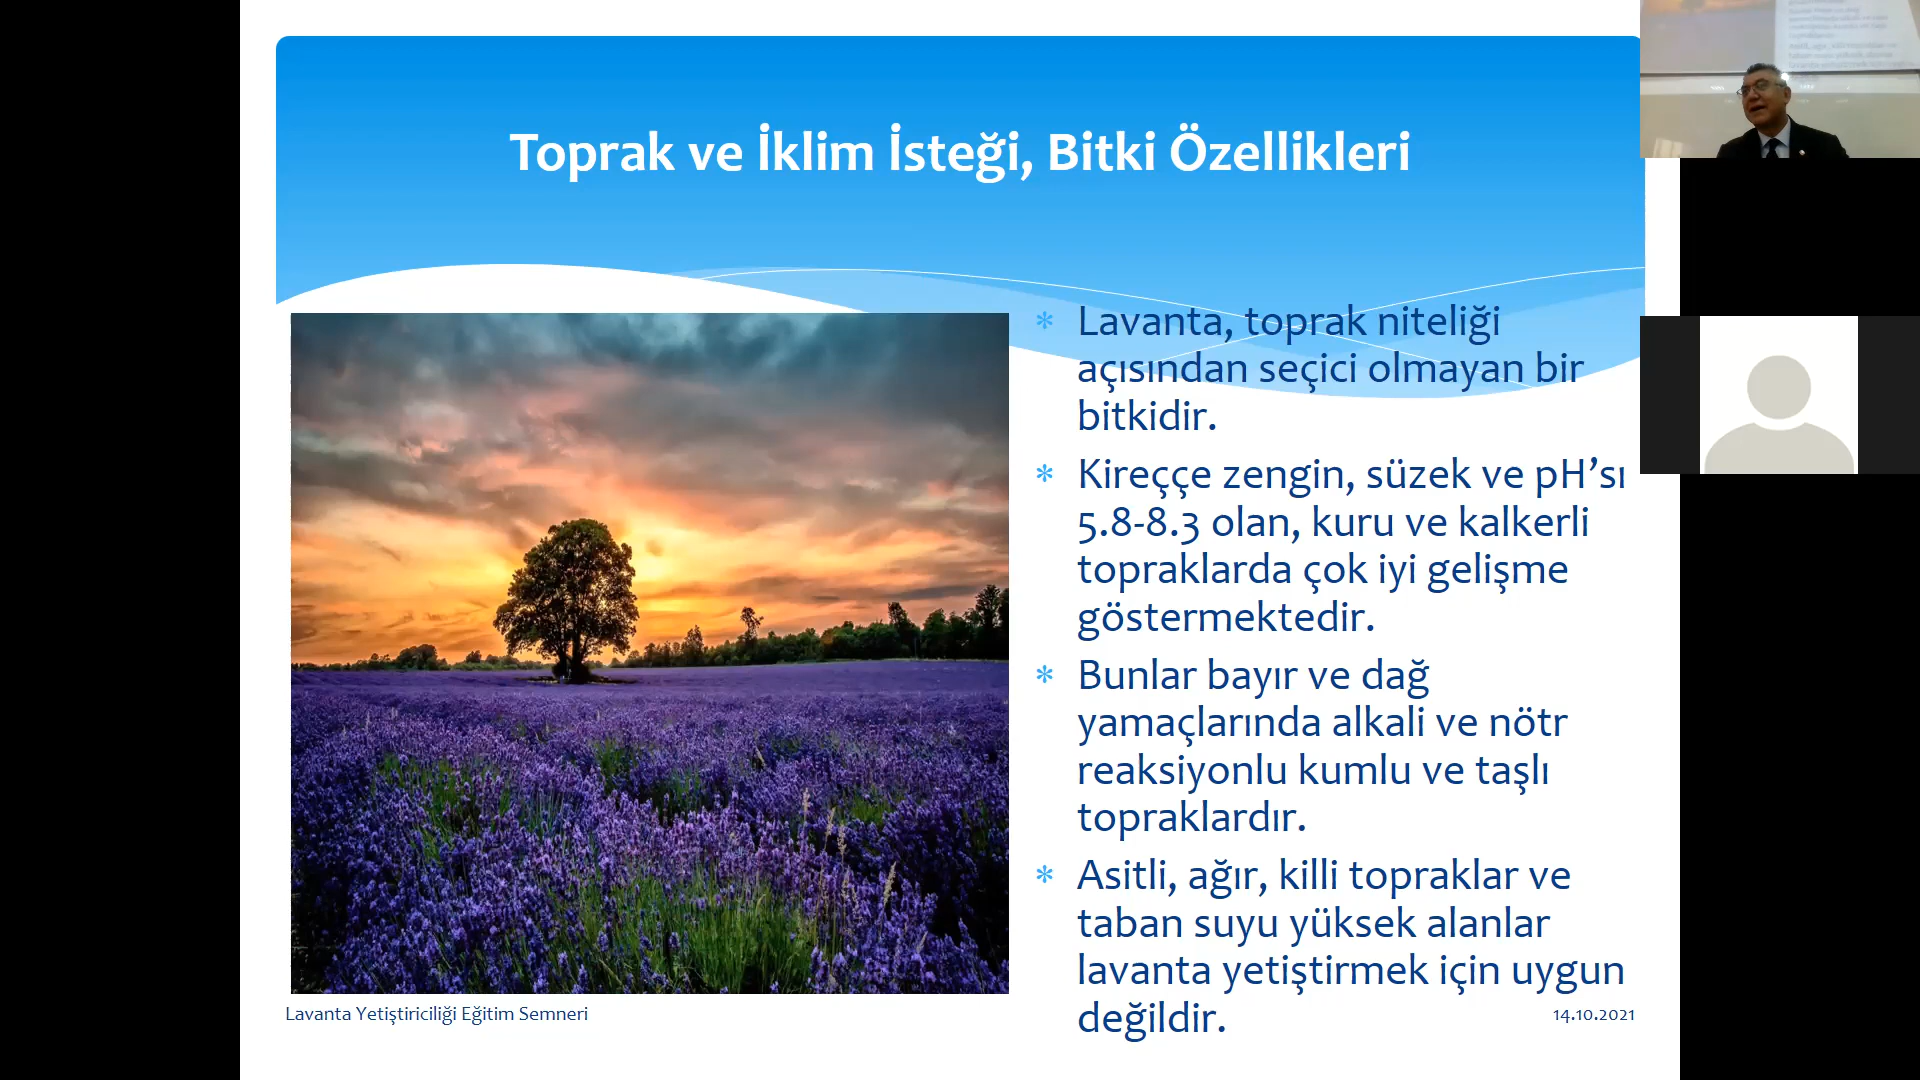 Toprak ve İklim İsteği, Bitki Özellikleri
* Lavanta, toprak niteliği
açısından seçici olmayan bir
bitkidir.
* Kireççe zengin, süzek ve pH’sı
5.8-8.3 olan, kuru ve kalkerli
topraklarda çok iyi gelişme
göstermektedir.
* Bunlar bayır ve dağ
yamaçlarında alkali ve nötr
reaksiyonlu kumlu ve taşlı
topraklardır.
* Asitli, ağır, killi topraklar ve
taban suyu yüksek alanlar
lavanta yetiştirmek için uygun
değildir.
Lavanta Yetiştiriciliği Eğitim Semneri
14.10.2021